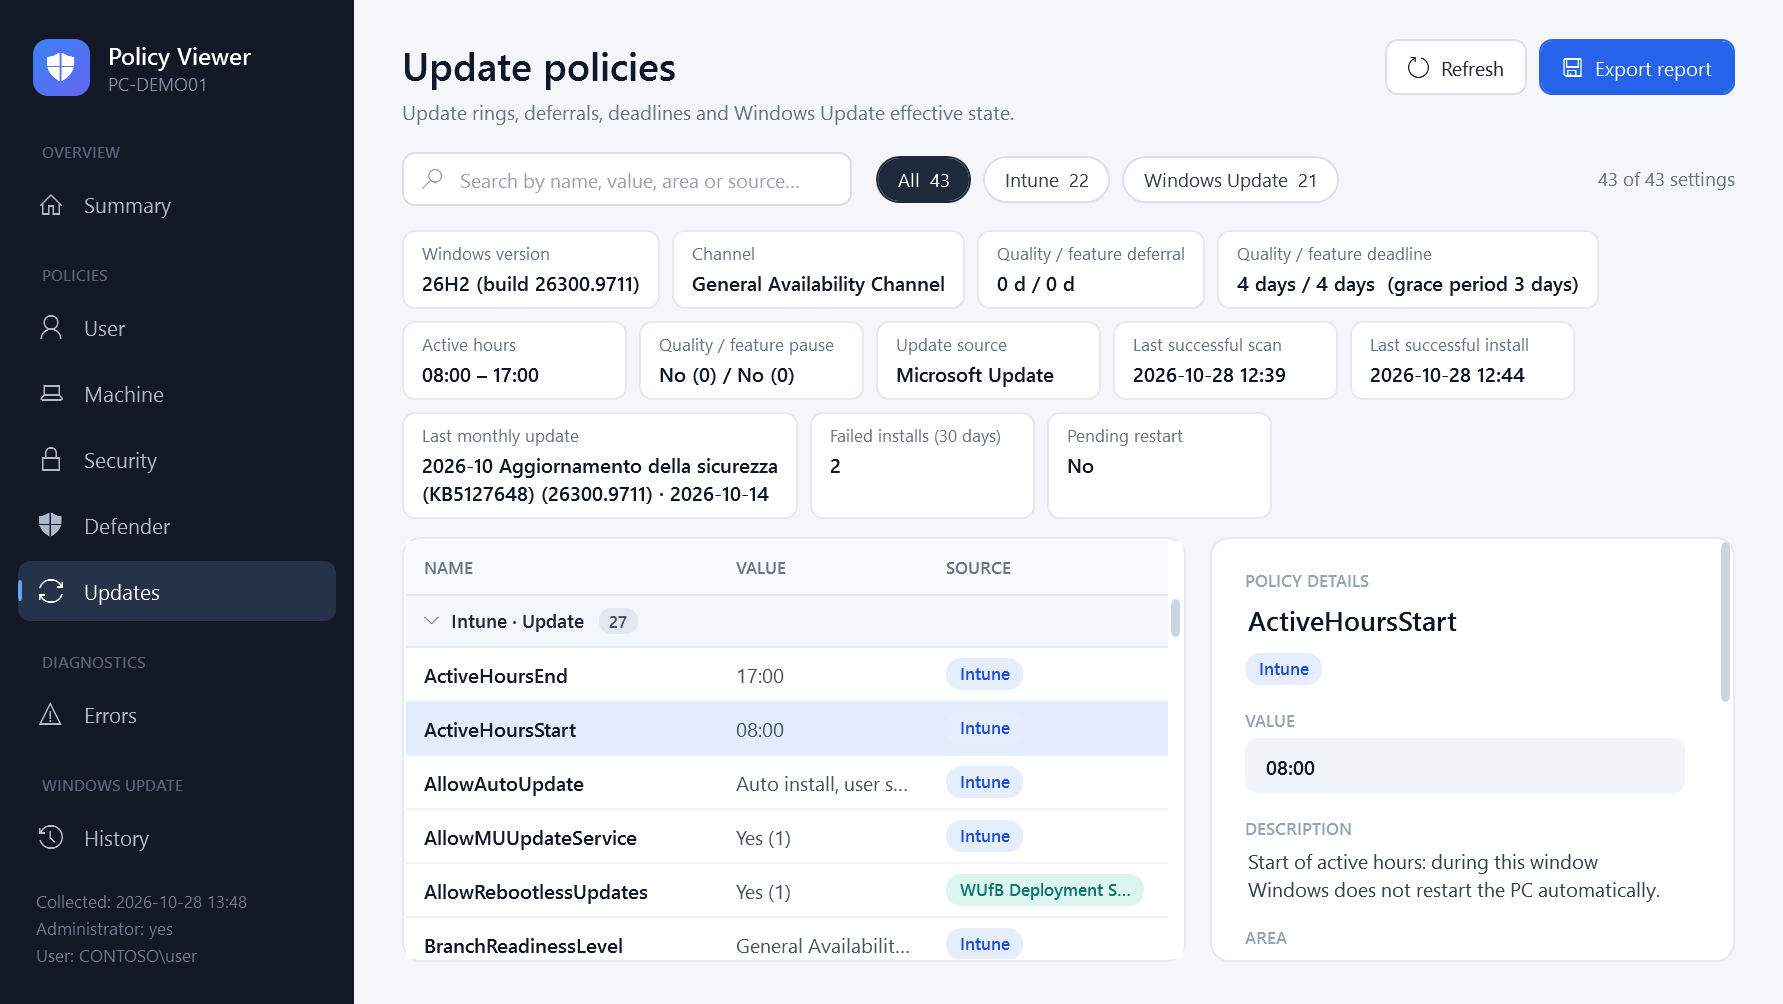 Policy Viewer
PC-DEMO01
OVERVIEW
Summary
POLICIES
User
Machine
Security
Defender
Updates
DIAGNOSTICS
Errors
WINDOWS UPDATE
History
Collected: 2026-10-28 13:48
Administrator: yes
User: CONTOSO\user
Update policies
Update rings, deferrals, deadlines and Windows Update effective state.
Refresh
Export report
Search by name, value, area or source...
All 43
Intune 22
Windows Update 21
43 of 43 settings
Windows version
26H2 (build 26300.9711)
Channel
General Availability Channel
Quality / feature deferral
0 d / 0 d
Quality / feature deadline
4 days / 4 days (grace period 3 days)
Active hours
08:00 – 17:00
Quality / feature pause
No (0) / No (0)
Update source
Microsoft Update
Last successful scan
2026-10-28 12:39
Last successful install
2026-10-28 12:44
Last monthly update
2026-10 Aggiornamento della sicurezza
(KB5127648) (26300.9711) · 2026-10-14
Failed installs (30 days)
2
Pending restart
No
NAME VALUE SOURCE
Intune · Update 27
ActiveHoursEnd 17:00 Intune
ActiveHoursStart 08:00 Intune
AllowAutoUpdate Auto install, user s... Intune
AllowMUUpdateService Yes (1) Intune
AllowRebootlessUpdates Yes (1) WUfB Deployment S...
BranchReadinessLevel General Availabilit... Intune
POLICY DETAILS
ActiveHoursStart
Intune
VALUE
08:00
DESCRIPTION
Start of active hours: during this window
Windows does not restart the PC automatically.
AREA